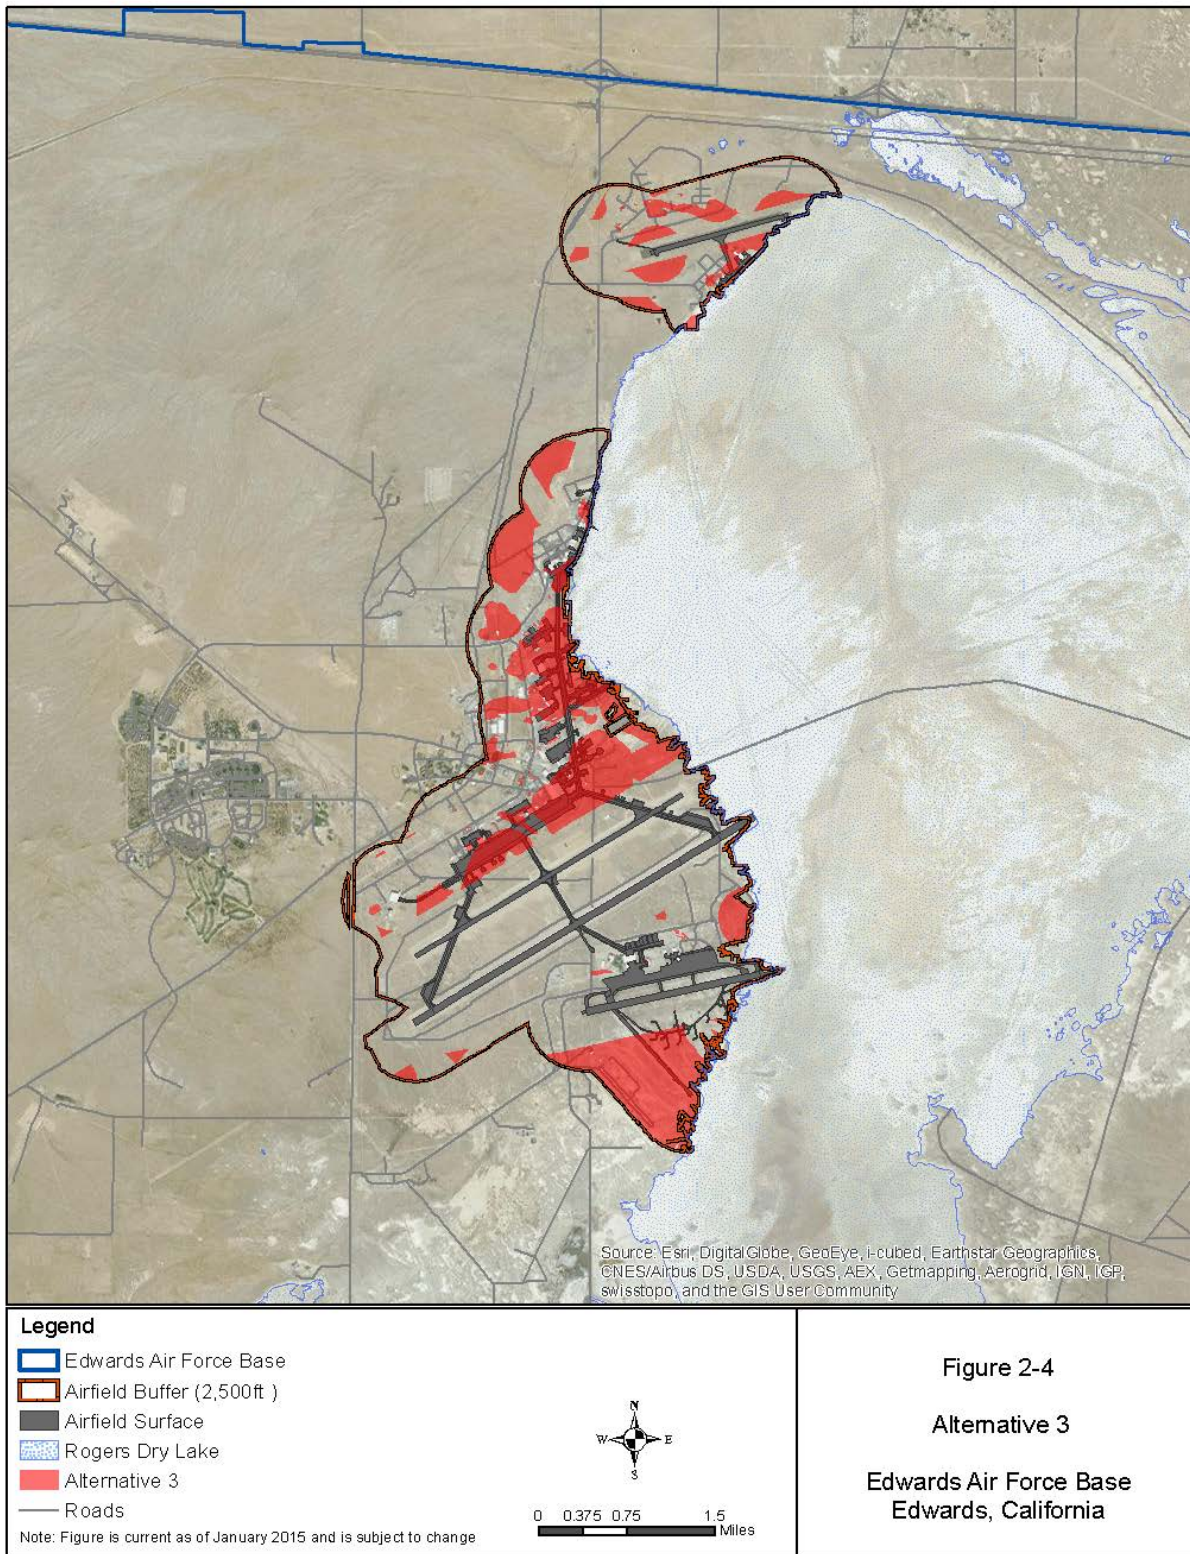 Source: Esri, DigitalGlobe, GeoEye, i-cubed, Earthstar Geographics,
CNES/Airbus DS, USDA, USGS, AEX, Getmapping, Aerogrid, IGN, IGP,
swisstopo, and the GIS User Community
Legend
Edwards Air Force Base
Airfield Buffer (2,500ft )
Airfield Surface
Rogers Dry Lake
Alternative 3
Roads
Note: Figure is current as of January 2015 and is subject to change
N
W E
S
0 0.375 0.75 1.5
Miles
Figure 2-4
Alternative 3
Edwards Air Force Base
Edwards, California